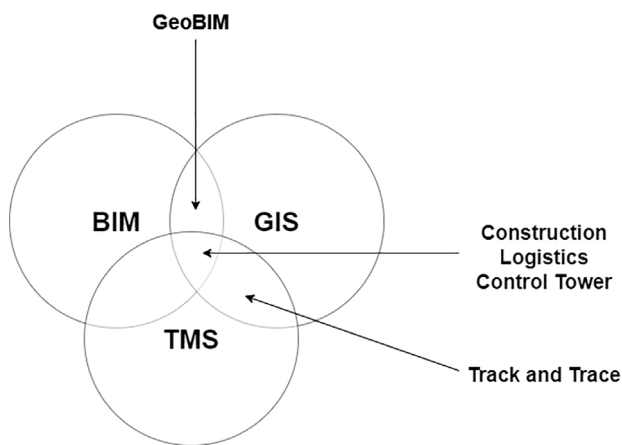 GeoBIM
BIM
GIS
Construction
Logistics
Control Tower
TMS
Track and Trace